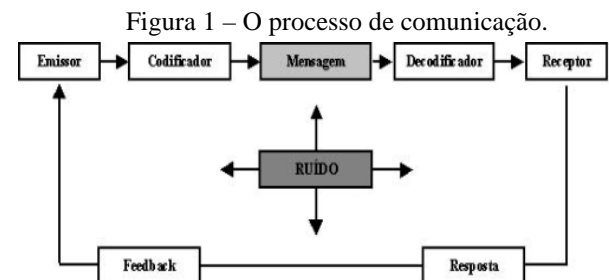 Figura 1 – O processo de comunicação.
Emissor Codificador Mensagem Decodificador Receptor
RUÍDO
Feedback Resposta